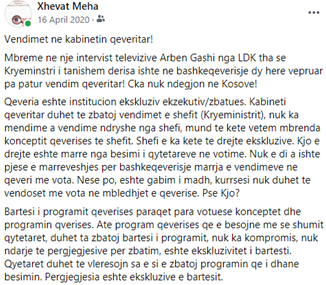 Xhevat Meha
16 April 2020
Vendimet ne kabinetin qeveritar!
Mbreme ne nje intervist televizive Arben Gashi nga LDK tha se
Kryeminstri i tanishem derisa ishte ne bashkeqeverisje dy here vepruar
pa patur vendim qeveritar! Cka nuk ndegjon ne Kosove!
Qeveria eshte institucion ekskluziv ekzekutiv/zbatues. Kabineti
qeveritar duhet te zbatoj vendimet e shefit (Kryeministrit), nuk ka
mendime a vendime ndryshe nga shefi, mund te kete vetem mbrenda
konceptit qeverises te shefit. Shefi e ka kete te drejte ekskluzive. Kjo e
drejte eshte marre nga besimi i qytetareve ne votime. Nuk e di a ishte
pjese e marreveshjes per bashkeqeverisje marrja e vendimeve ne
qeveri me vota. Nese po, eshte gabim i madh, kurrsesi nuk duhet te
vendoset me vota ne mbledhjet e qeverise. Pse Kjo?
Bartesi i programit qeverises paraqet para votuese konceptet dhe
programin qverises. Ate program qeverises qe e besojne me se shumit
qytetaret, duhet ta zbatoj bartesi i programit, nuk ka kompromis, nuk
ndarje te pergjegjesive per zbatim, eshte ekskluzivitet i bartesti.
Qyetaret duhet te vleresojn sa e si e zbatoj programin qe i dhane
besimin. Pergjegjesia eshte ekskluzive e bartesit.